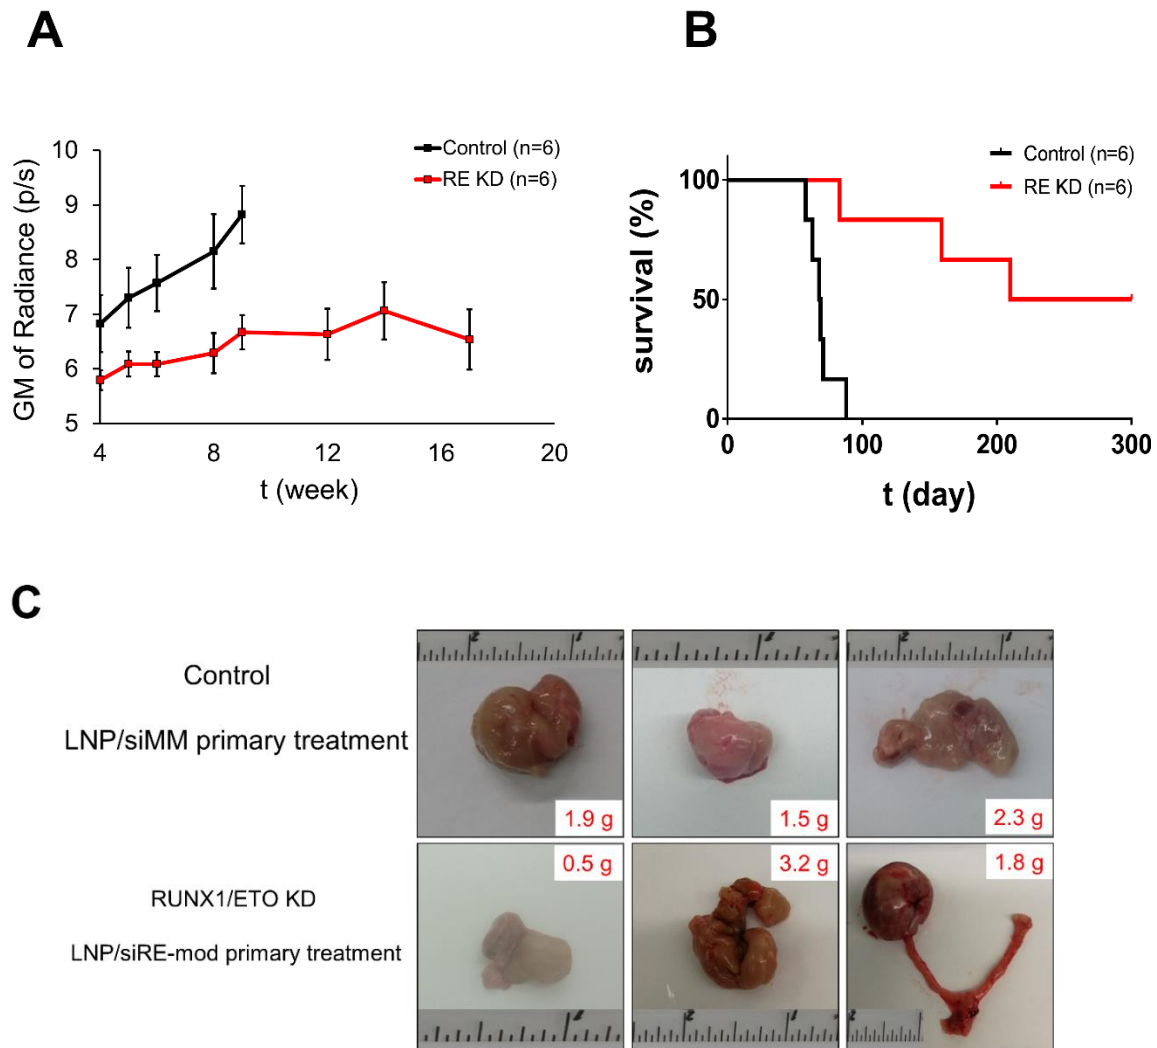 A
B
10
9
8
7
6
5
4
8
12
16
20
GM of Radiance (p/s)
t (week)
Control (n=6)
RE KD (n=6)
Control (n=6)
RE KD (n=6)
100
50
0
0
100
200
300
survival (%)
t (day)
C
Control
LNP/siMM primary treatment
1.9 g
1.5 g
2.3 g
RUNX1/ETO KD
LNP/siRE-mod primary treatment
0.5 g
3.2 g
1.8 g